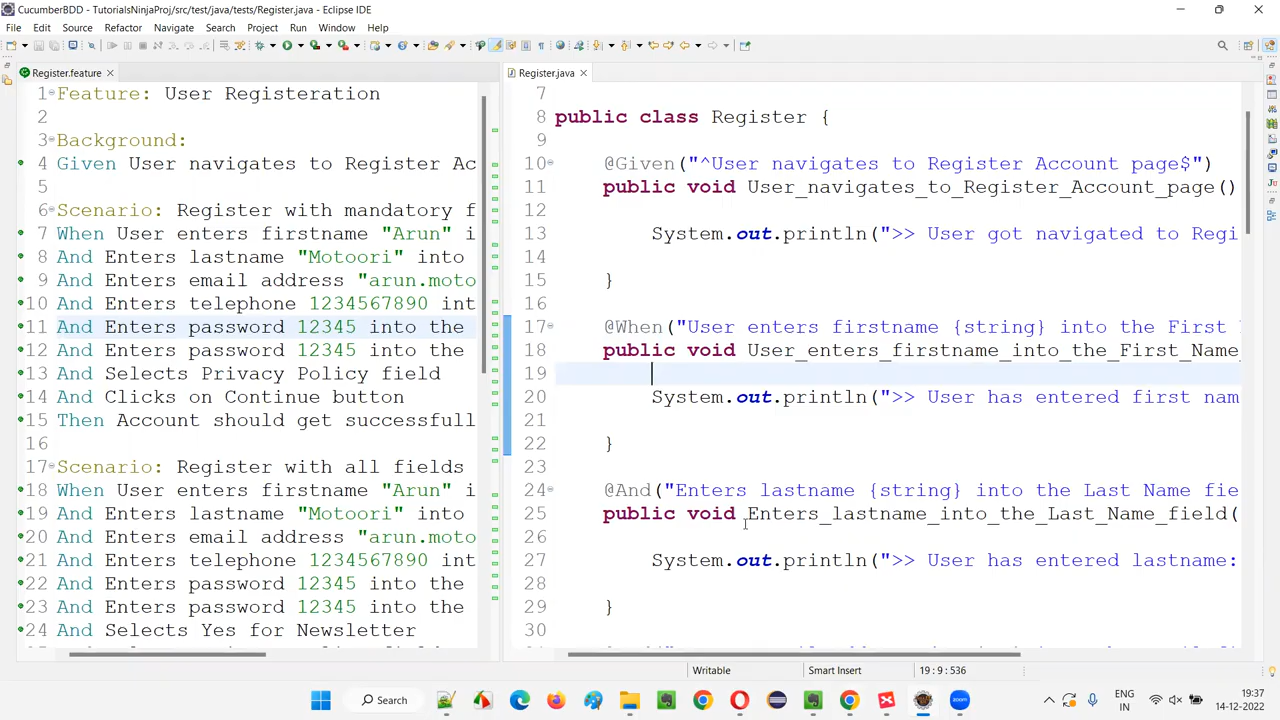 CucumberBDD - TutorialsNinjaProj/src/test/java/tests/Register.java - Eclipse IDE
File Edit Source Refactor Navigate Search Project Run Window Help
Register.feature
1 Feature: User Registeration
2
3 Background:
4 Given User navigates to Register Ac
5
6 Scenario: Register with mandatory f
7 When User enters firstname "Arun" i
8 And Enters lastname "Motoori" into
9 And Enters email address "arun.moto
10 And Enters telephone 1234567890 int
11 And Enters password 12345 into the
12 And Enters password 12345 into the
13 And Selects Privacy Policy field
14 And Clicks on Continue button
15 Then Account should get successfull
16
17 Scenario: Register with all fields
18 When User enters firstname "Arun" i
19 And Enters lastname "Motoori" into
20 And Enters email address "arun.moto
21 And Enters telephone 1234567890 int
22 And Enters password 12345 into the
23 And Enters password 12345 into the
24 And Selects Yes for Newsletter
Register.java
7
8 public class Register {
9
10 @Given("^User navigates to Register Account page$")
11 public void User_navigates_to_Register_Account_page()
12
13 System.out.println(">> User got navigated to Regi
14
15 }
16
17 @When("User enters firstname {string} into the First
18 public void User_enters_firstname_into_the_First_Name_
19
20 System.out.println(">> User has entered first nam
21
22 }
23
24 @And("Enters lastname {string} into the Last Name fie
25 public void Enters_lastname_into_the_Last_Name_field(
26
27 System.out.println(">> User has entered lastname:
28
29 }
30
Writable Smart Insert 19 : 9 : 536
Search
ENG
IN
19:37
14-12-2022